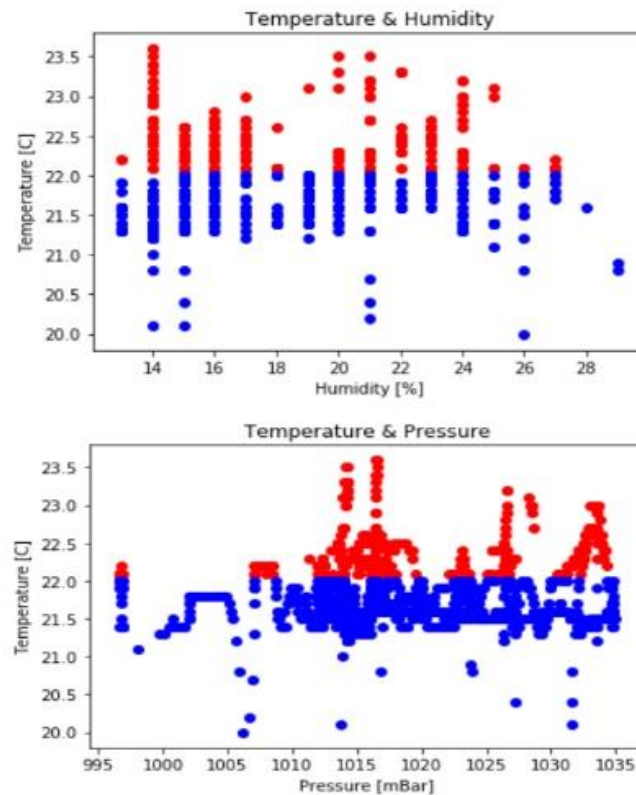 Temperature & Humidity
Temperature [C]
23.5
23.0
22.5
22.0
21.5
21.0
20.5
20.0
14 16 18 20 22 24 26 28
Humidity [%]
Temperature & Pressure
Temperature [C]
23.5
23.0
22.5
22.0
21.5
21.0
20.5
20.0
995 1000 1005 1010 1015 1020 1025 1030 1035
Pressure [mBar]